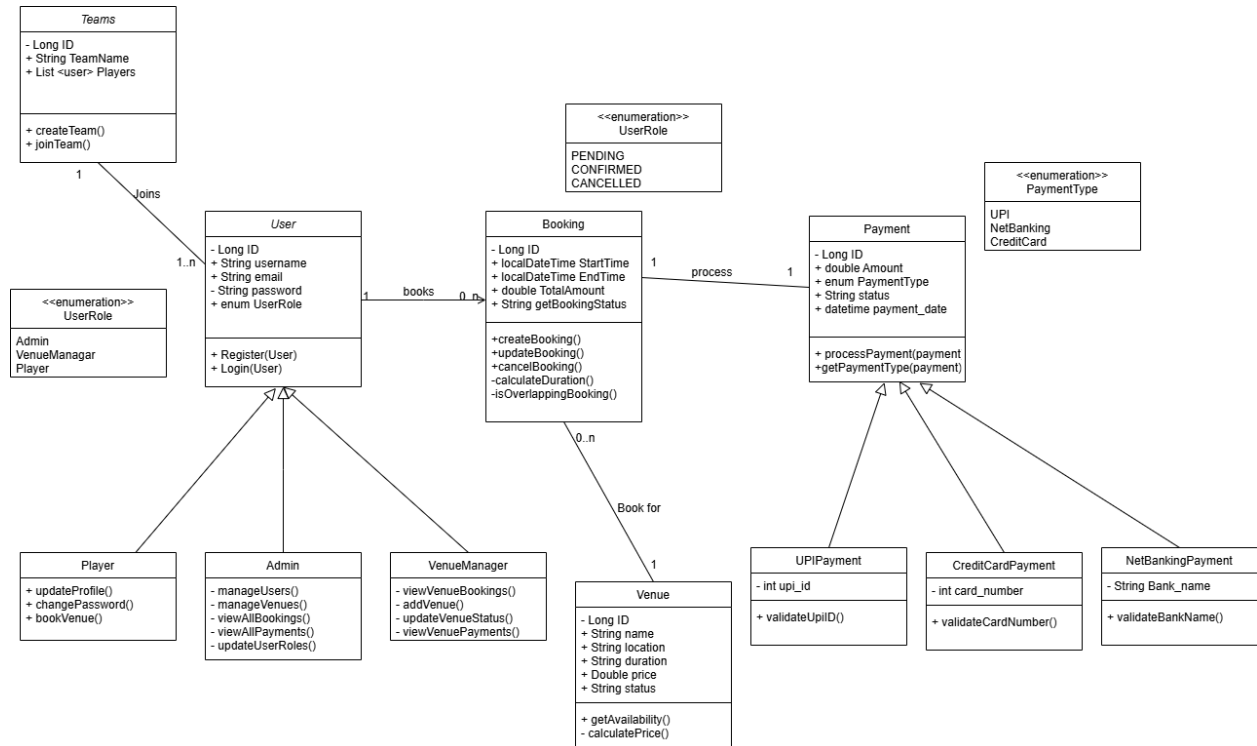 Teams
- Long ID
+ String TeamName
+ List <user> Players
+ createTeam()
+ joinTeam()
1
Joins
1..n
<<enumeration>>
UserRole
PENDING
CONFIRMED
CANCELLED
<<enumeration>>
PaymentType
UPI
NetBanking
CreditCard
<<enumeration>>
UserRole
Admin
VenueManagar
Player
User
- Long ID
+ String username
+ String email
- String password
+ enum UserRole
+ Register(User)
+ Login(User)
1
books
0..n
Booking
- Long ID
+ localDateTime StartTime
+ localDateTime EndTime
+ double TotalAmount
+ String getBookingStatus
+createBooking()
+updateBooking()
+cancelBooking()
-calculateDuration()
-isOverlappingBooking()
1
process
1
Payment
- Long ID
+ double Amount
+ enum PaymentType
+ String status
+ datetime payment_date
+ processPayment(payment
+getPaymentType(payment)
0..n
Book for
1
Player
+ updateProfile()
+ changePassword()
+ bookVenue()
Admin
- manageUsers()
- manageVenues()
- viewAllBookings()
- viewAllPayments()
- updateUserRoles()
VenueManager
- viewVenueBookings()
- addVenue()
- updateVenueStatus()
- viewVenuePayments()
Venue
- Long ID
+ String name
+ String location
+ String duration
+ Double price
+ String status
+ getAvailability()
- calculatePrice()
UPIPayment
- int upi_id
+ validateUpiID()
CreditCardPayment
- int card_number
+ validateCardNumber()
NetBankingPayment
- String Bank_name
+ validateBankName()